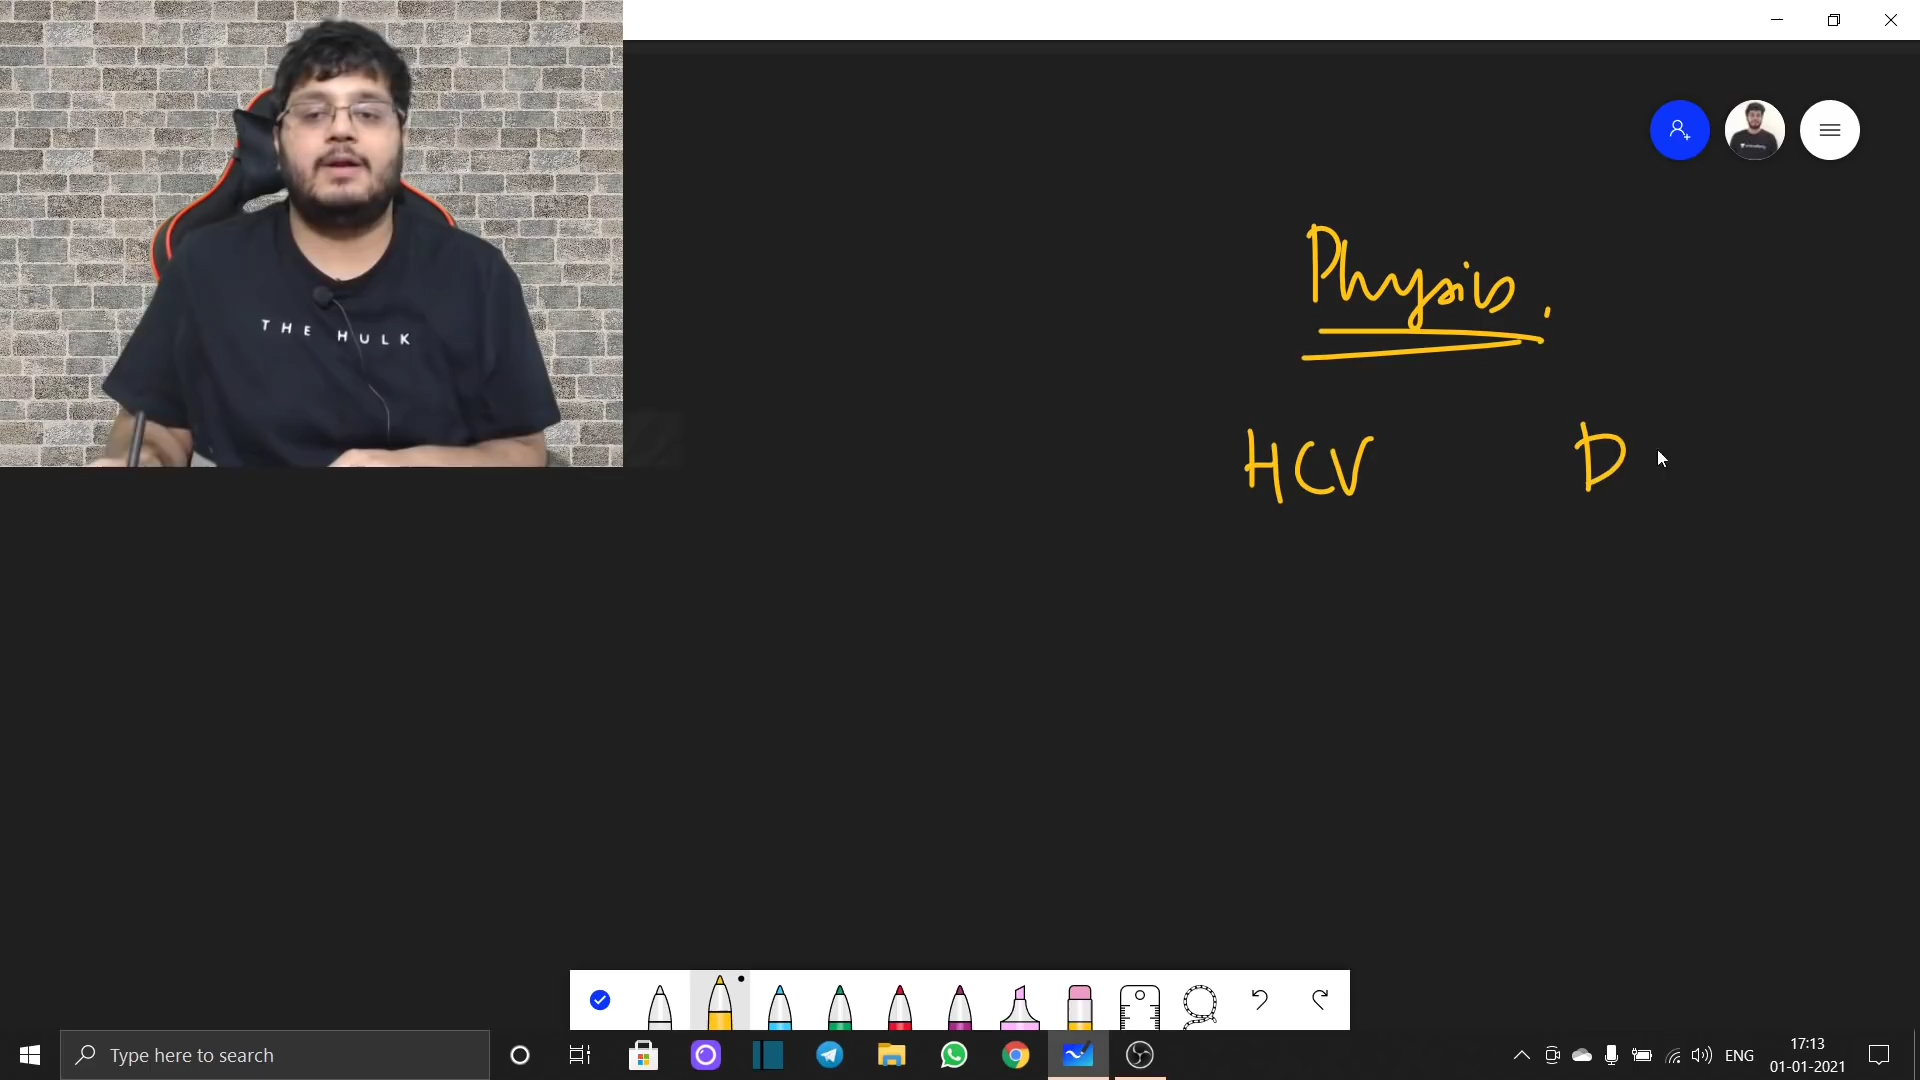 THE HULK
Physics.
HCV D
Type here to search
ENG
17:13
01-01-2021